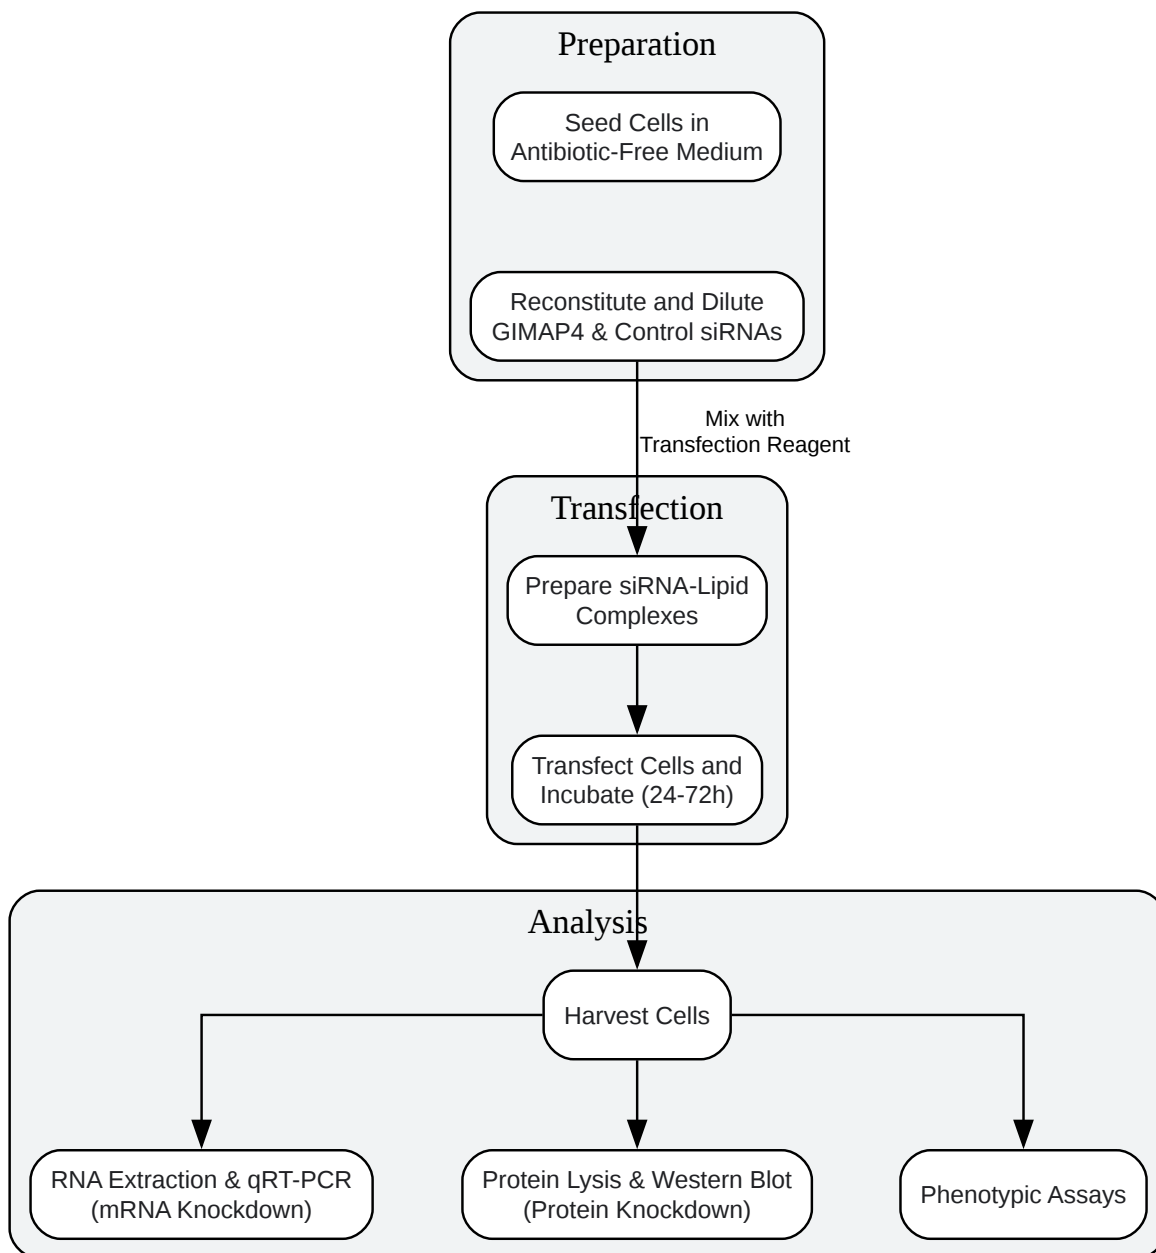 Preparation
Seed Cells in
Antibiotic-Free Medium
Reconstitute and Dilute
GIMAP4 & Control siRNAs
Mix with
Transfection Reagent
Transfection
Prepare siRNA-Lipid
Complexes
Transfect Cells and
Incubate (24-72h)
Analysis
Harvest Cells
RNA Extraction & qRT-PCR
(mRNA Knockdown)
Protein Lysis & Western Blot
(Protein Knockdown)
Phenotypic Assays